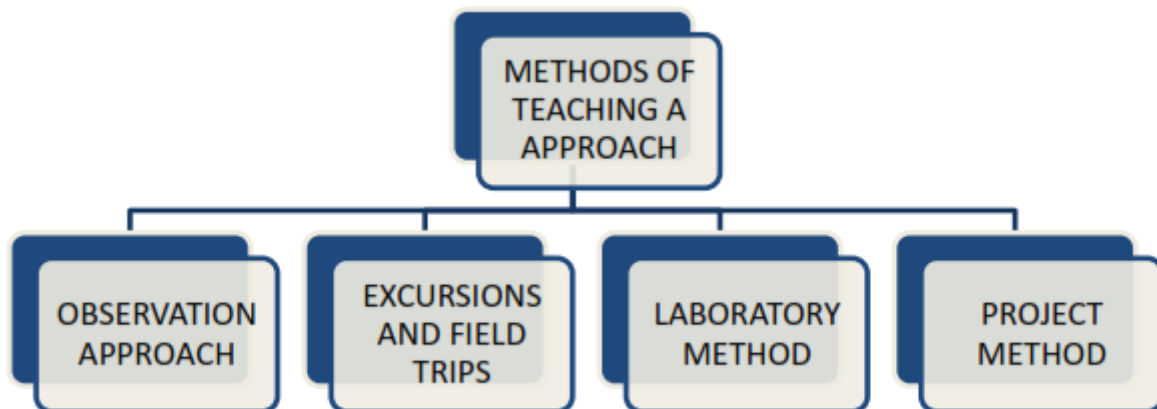 METHODS OF
TEACHING A
APPROACH
OBSERVATION
APPROACH
EXCURSIONS
AND FIELD
TRIPS
LABORATORY
METHOD
PROJECT
METHOD